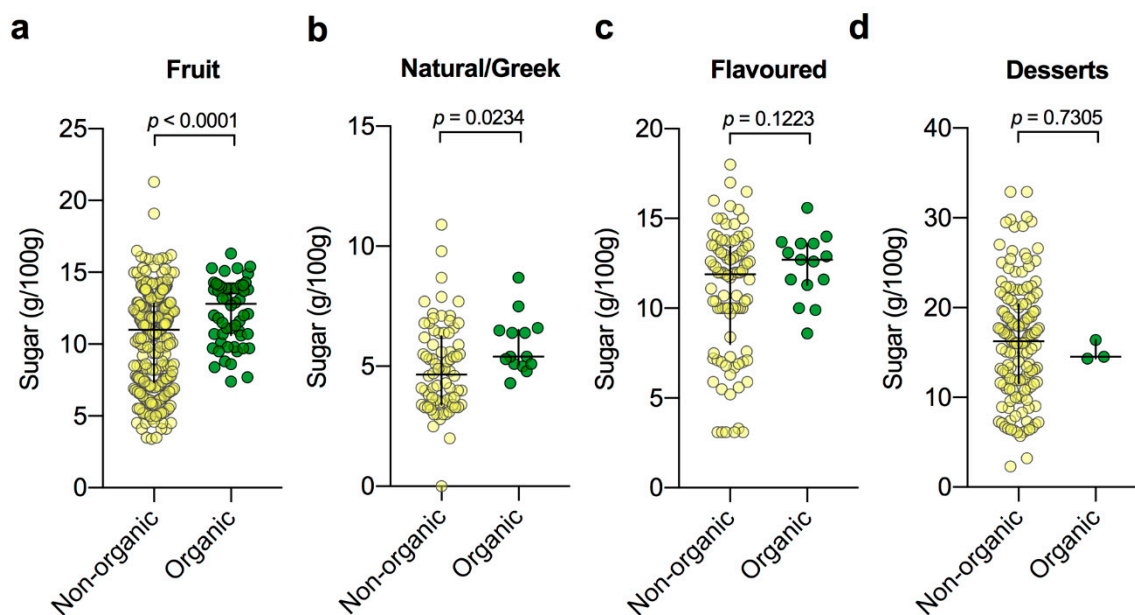 a
Fruit
p < 0.0001
25
20
15
10
5
0
Sugar (g/100g)
Non-organic
Organic
b
Natural/Greek
p = 0.0234
15
10
5
0
Sugar (g/100g)
Non-organic
Organic
c
Flavoured
p = 0.1223
20
15
10
5
0
Sugar (g/100g)
Non-organic
Organic
d
Desserts
p = 0.7305
40
30
20
10
0
Sugar (g/100g)
Non-organic
Organic